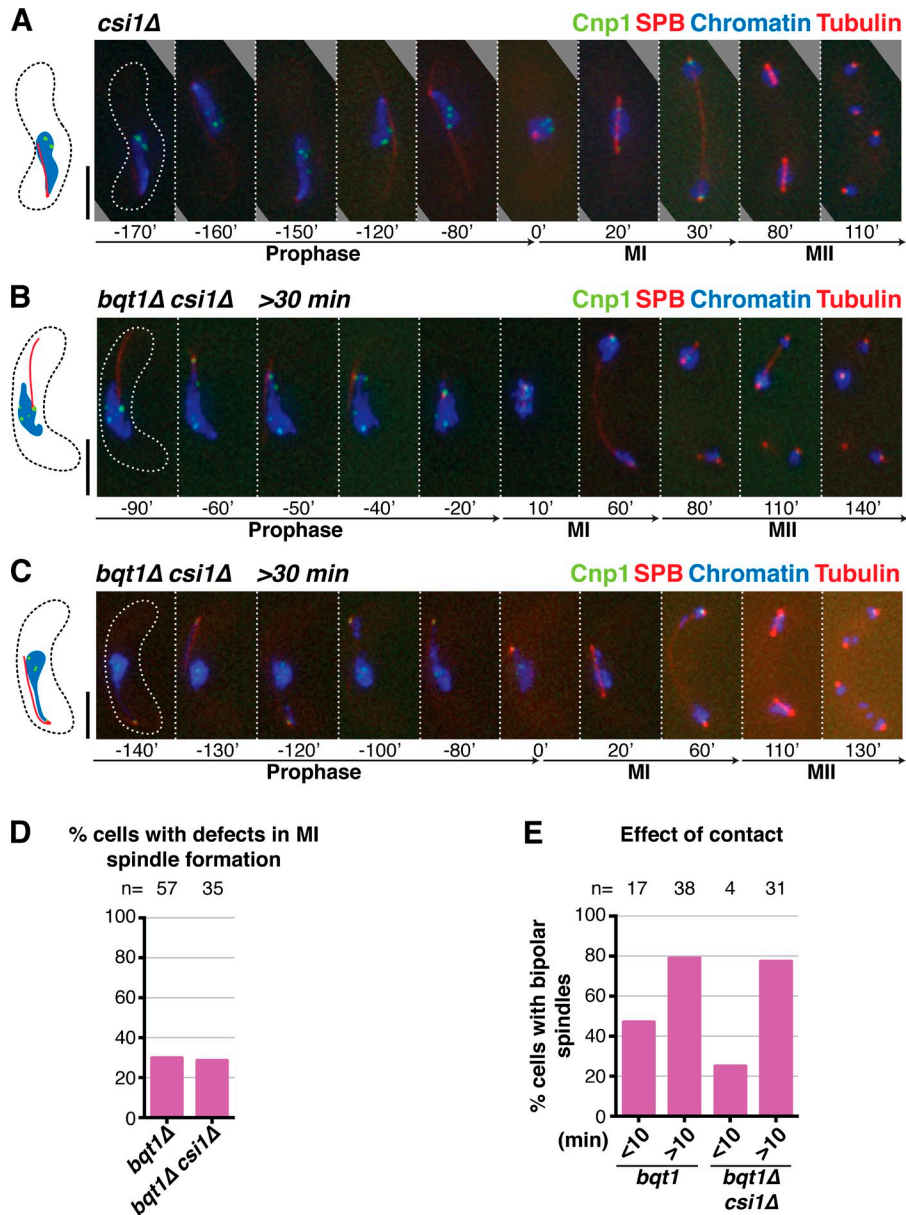 A
csi1Δ
Cnp1 SPB Chromatin Tubulin
-170' -160' -150' -120' -80' 0' 20' 30' 80' 110'
Prophase MI MII
B
bqt1Δ csi1Δ >30 min
Cnp1 SPB Chromatin Tubulin
-90' -60' -50' -40' -20' 10' 60' 80' 110' 140'
Prophase MI MII
C
bqt1Δ csi1Δ >30 min
Cnp1 SPB Chromatin Tubulin
-140' -130' -120' -100' -80' 0' 20' 60' 110' 130'
Prophase MI MII
D
% cells with defects in MI
spindle formation
n= 57 35
100
80
60
40
20
0
bqt1Δ
bqt1Δ csi1Δ
E
Effect of contact
n= 17 38 4 31
% cells with bipolar
spindles
100
80
60
40
20
0
(min) <10 >10 <10 >10
bqt1 bqt1Δ
csi1Δ